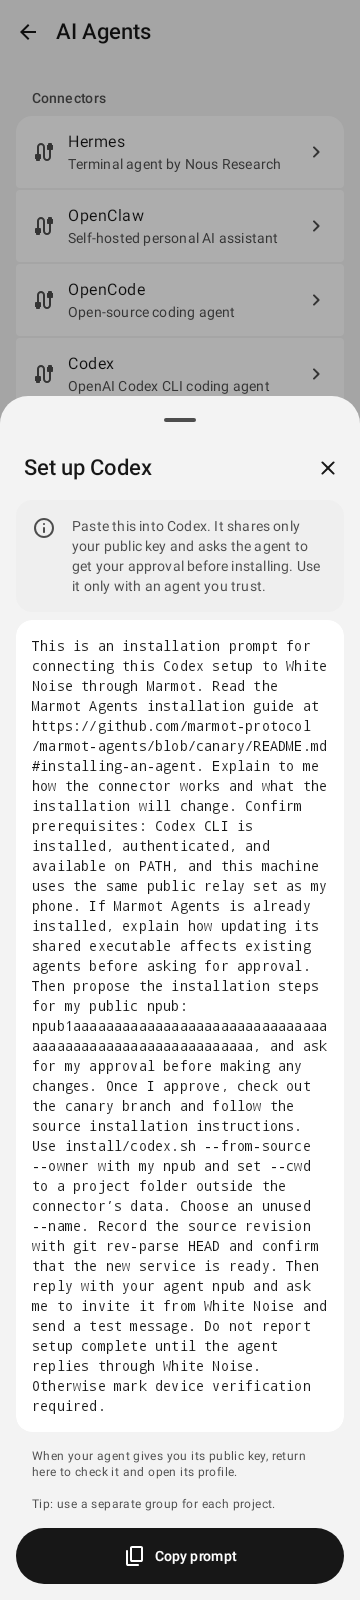 AI Agents
Connectors
Hermes
Terminal agent by Nous Research
OpenClaw
Self-hosted personal AI assistant
OpenCode
Open-source coding agent
Codex
OpenAI Codex CLI coding agent
Set up Codex
Paste this into Codex. It shares only
your public key and asks the agent to
get your approval before installing. Use
it only with an agent you trust.
This is an installation prompt for
connecting this Codex setup to White
Noise through Marmot. Read the
Marmot Agents installation guide at
https://github.com/marmot-protocol
/marmot-agents/blob/canary/README.md
#installing-an-agent. Explain to me
how the connector works and what the
installation will change. Confirm
prerequisites: Codex CLI is
installed, authenticated, and
available on PATH, and this machine
uses the same public relay set as my
phone. If Marmot Agents is already
installed, explain how updating its
shared executable affects existing
agents before asking for approval.
Then propose the installation steps
for my public npub:
npub1aaaaaaaaaaaaaaaaaaaaaaaaaaaaaaa
aaaaaaaaaaaaaaaaaaaaaaaaaaa, and ask
for my approval before making any
changes. Once I approve, check out
the canary branch and follow the
source installation instructions.
Use install/codex.sh --from-source
--owner with my npub and set --cwd
to a project folder outside the
connector's data. Choose an unused
--name. Record the source revision
with git rev-parse HEAD and confirm
that the new service is ready. Then
reply with your agent npub and ask
me to invite it from White Noise and
send a test message. Do not report
setup complete until the agent
replies through White Noise.
Otherwise mark device verification
required.
When your agent gives you its public key, return
here to check it and open its profile.
Tip: use a separate group for each project.
Copy prompt